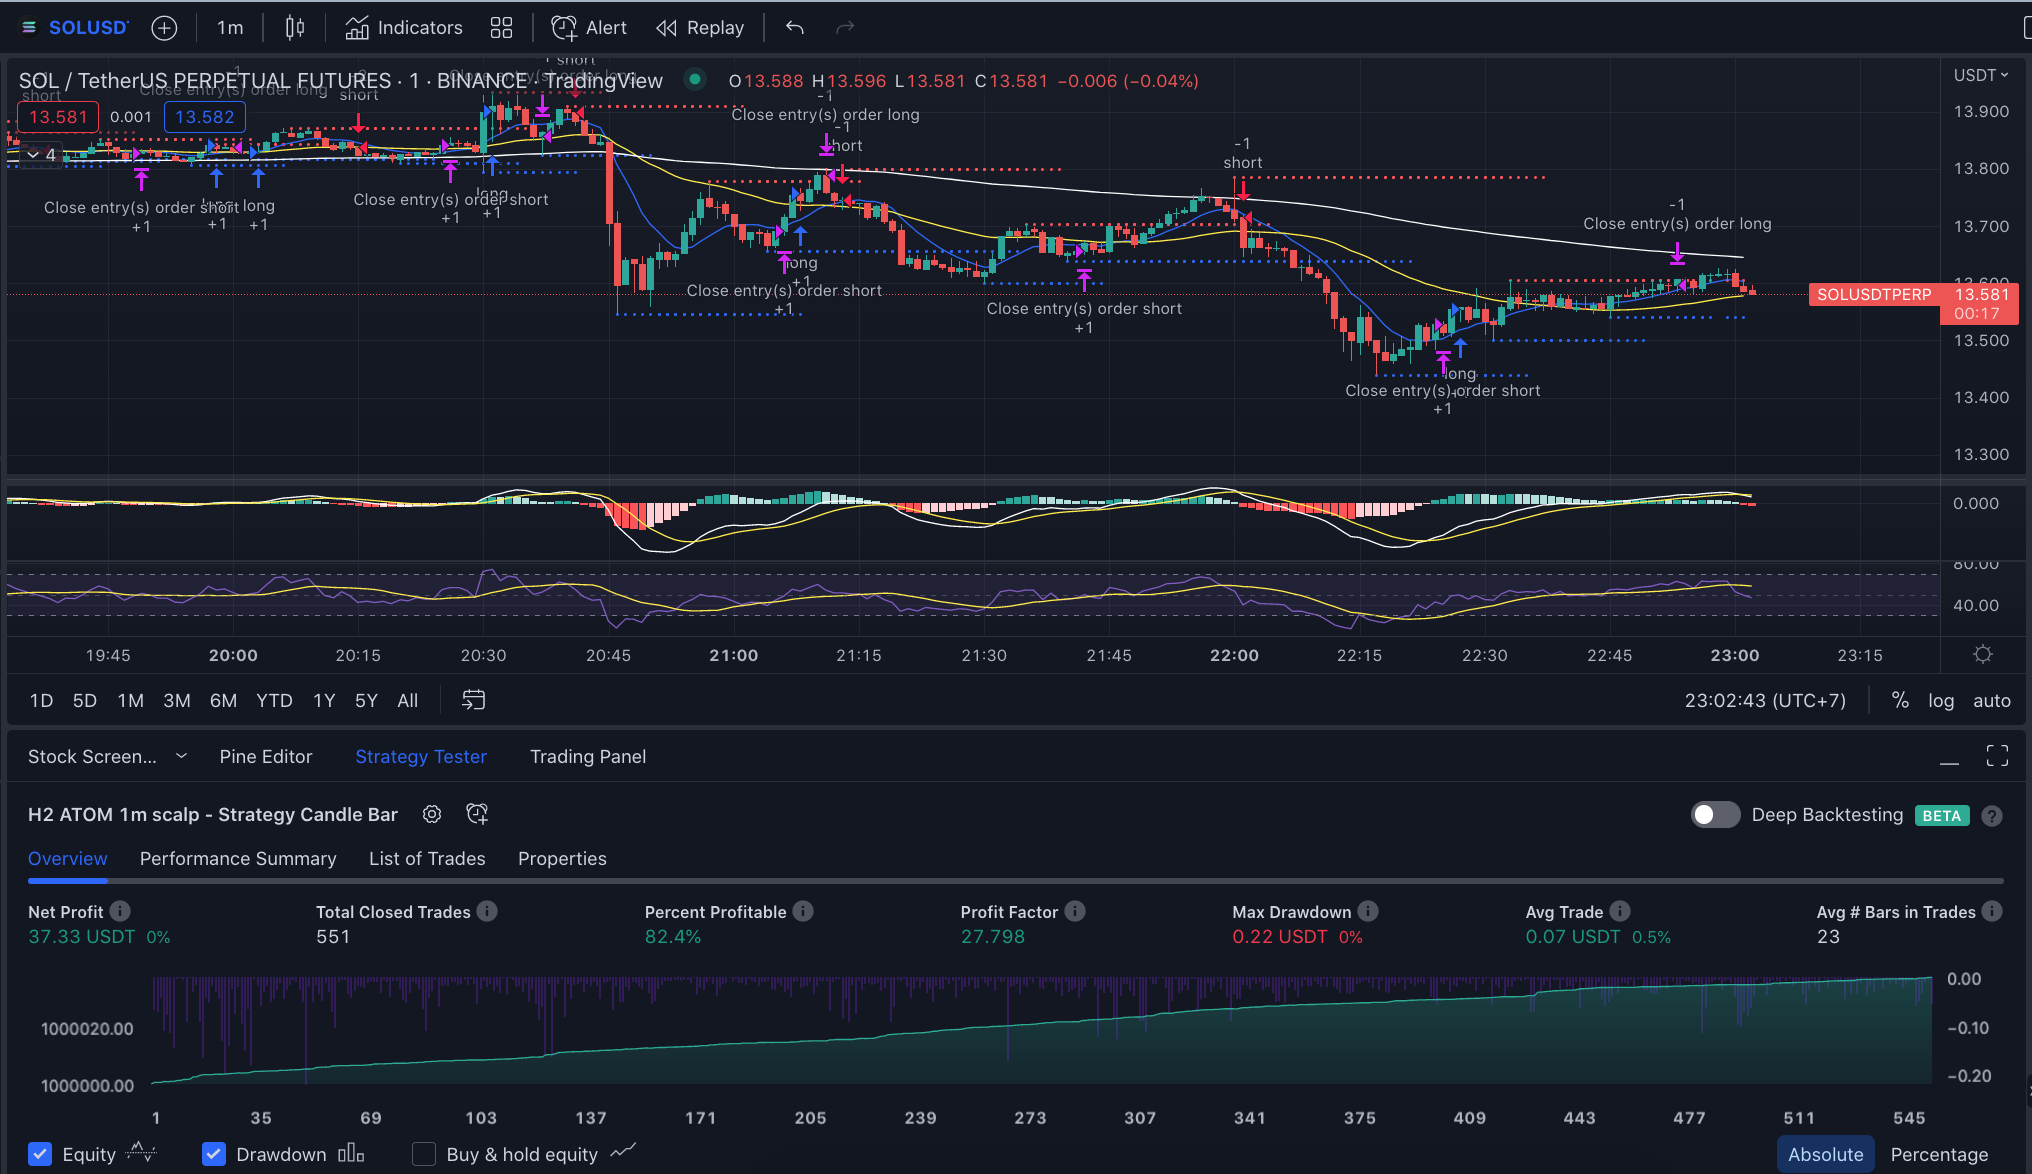 SOLUSDT
1m
Indicators
Alert
Replay
SOL / TetherUS PERPETUAL FUTURES · 1 · BINANCE · TradingView
O13.588 H13.596 L13.581 C13.581 −0.006 (−0.04%)
USDT
13.581
0.001
13.582
4
short
Close entry(s) order long
short
short
-1
Close entry(s) order long
-1
short
Close entry(s) order short
+1
long
+1
long
+1
Close entry(s) order short
+1
long
+1
long
+1
Close entry(s) order short
+1
Close entry(s) order short
+1
-1
short
-1
Close entry(s) order long
long
Close entry(s) order short
+1
13.900
13.800
13.700
13.600
13.500
13.400
13.300
SOLUSDTPERP
13.581
00:17
0.000
80.00
40.00
19:45
20:00
20:15
20:30
20:45
21:00
21:15
21:30
21:45
22:00
22:15
22:30
22:45
23:00
23:15
1D
5D
1M
3M
6M
YTD
1Y
5Y
All
23:02:43 (UTC+7)
%
log
auto
Stock Screen...
Pine Editor
Strategy Tester
Trading Panel
H2 ATOM 1m scalp - Strategy Candle Bar
Deep Backtesting
BETA
?
Overview
Performance Summary
List of Trades
Properties
Net Profit
37.33 USDT 0%
Total Closed Trades
551
Percent Profitable
82.4%
Profit Factor
27.798
Max Drawdown
0.22 USDT 0%
Avg Trade
0.07 USDT 0.5%
Avg # Bars in Trades
23
1000020.00
1000000.00
0.00
−0.10
−0.20
1
35
69
103
137
171
205
239
273
307
341
375
409
443
477
511
545
Equity
Drawdown
Buy & hold equity
Absolute
Percentage